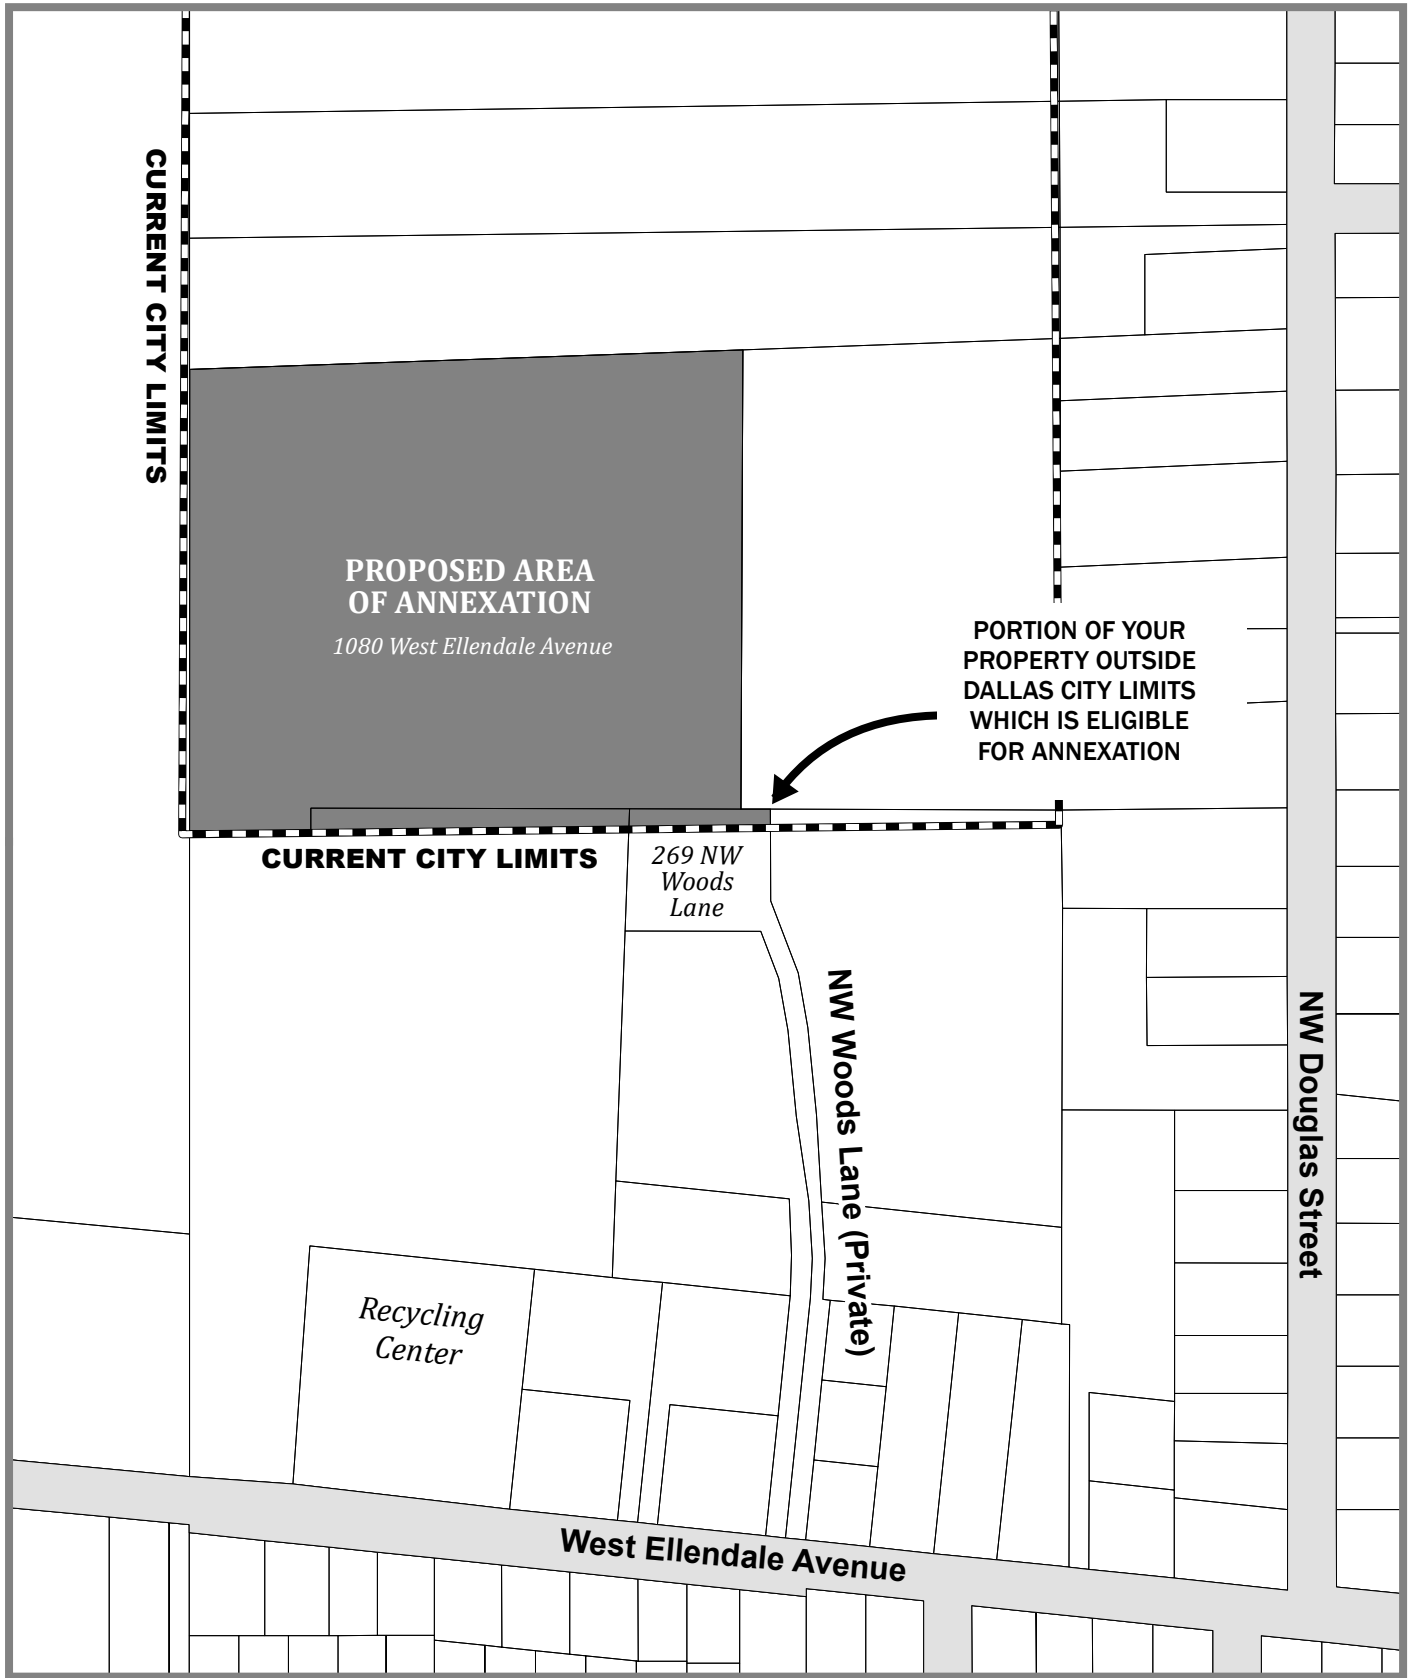 CURRENT CITY LIMITS
PROPOSED AREA
OF ANNEXATION
1080 West Ellendale Avenue
PORTION OF YOUR
PROPERTY OUTSIDE
DALLAS CITY LIMITS
WHICH IS ELIGIBLE
FOR ANNEXATION
CURRENT CITY LIMITS
269 NW
Woods
Lane
NW Woods Lane (Private)
NW Douglas Street
Recycling
Center
West Ellendale Avenue